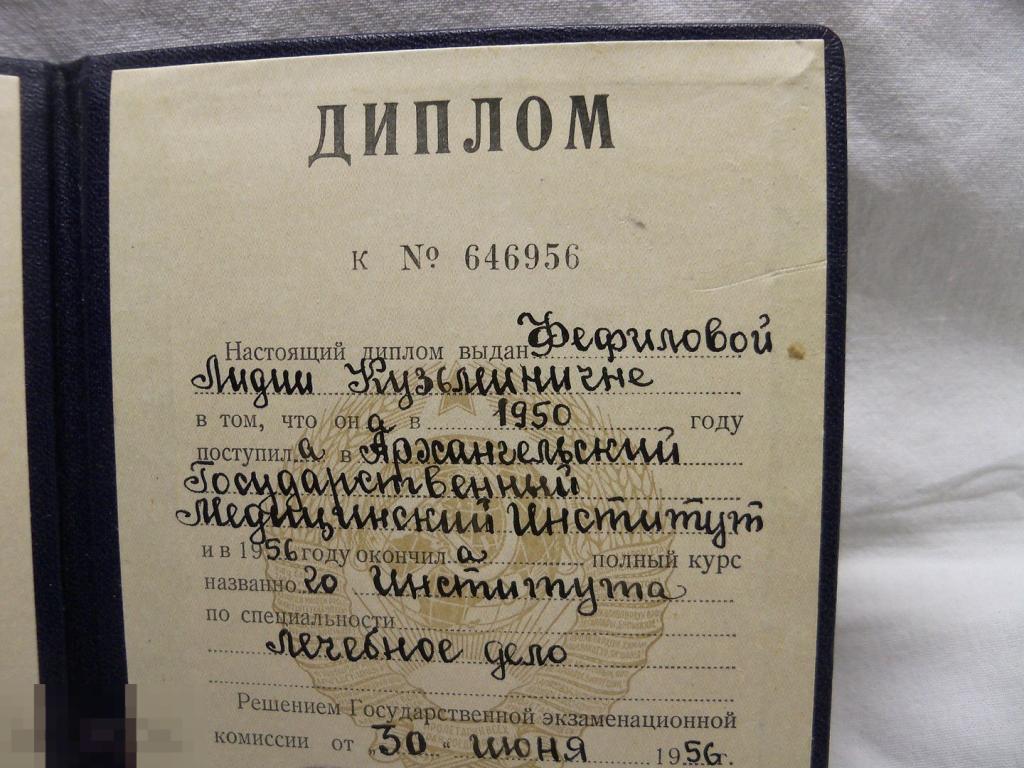 ДИПЛОМ
К № 646956
Настоящий диплом выдан Фефиловой
Лидии Кузьминичне
в том, что она в 1950 году
поступила в Архангельский
Государственный
Медицинский Институт
и в 1956 году окончила полный курс
названного Института
по специальности
лечебное дело
Решением Государственной экзаменационной
комиссии от „30" июня 1956г.